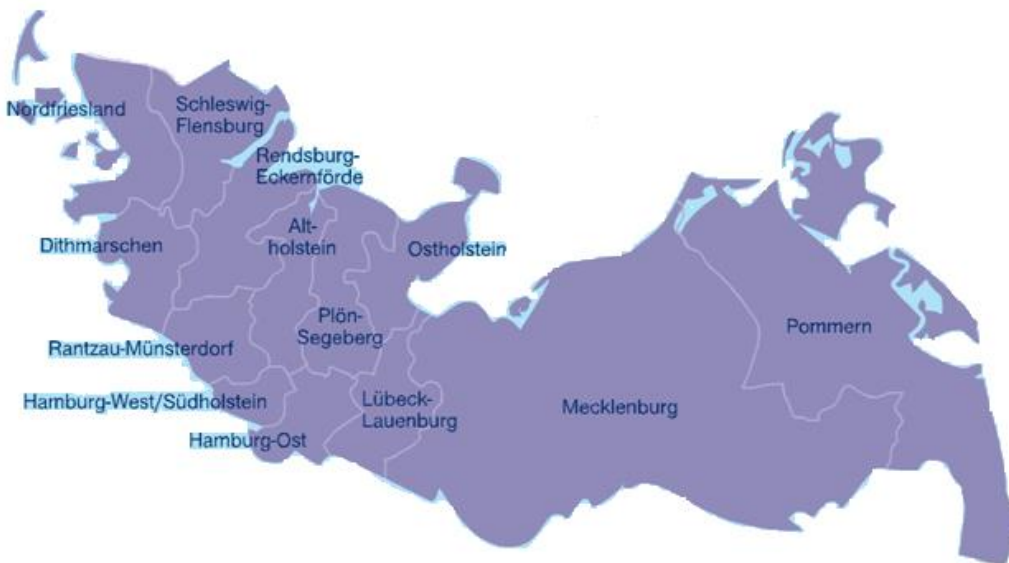 Nordfriesland
Schleswig-
Flensburg
Rendsburg-
Eckernförde
Alt-
holstein
Dithmarschen
Ostholstein
Plön-
Segeberg
Pommern
Rantzau-Münsterdorf
Hamburg-West/Südholstein
Lübeck-
Lauenburg
Mecklenburg
Hamburg-Ost